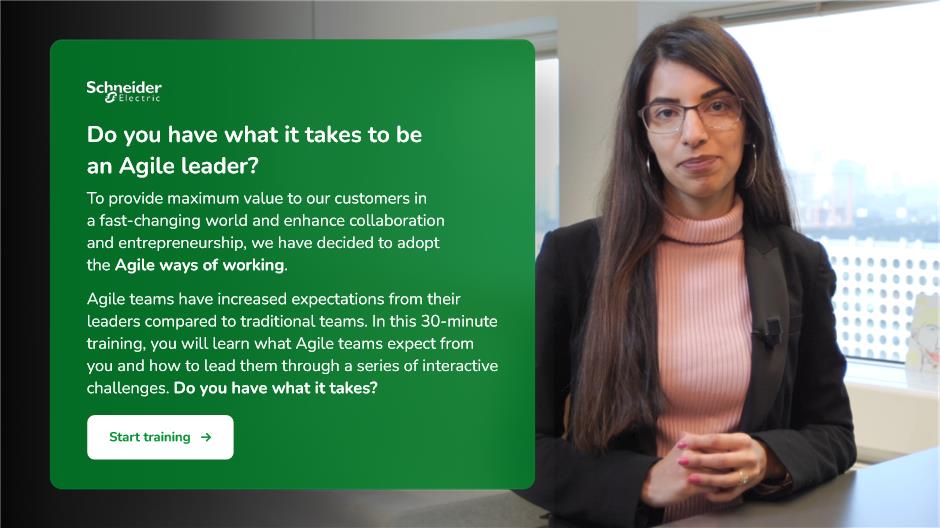 Schneider
Electric
Do you have what it takes to be
an Agile leader?
To provide maximum value to our customers in
a fast-changing world and enhance collaboration
and entrepreneurship, we have decided to adopt
the Agile ways of working.
Agile teams have increased expectations from their
leaders compared to traditional teams. In this 30-minute
training, you will learn what Agile teams expect from
you and how to lead them through a series of interactive
challenges. Do you have what it takes?
Start training →